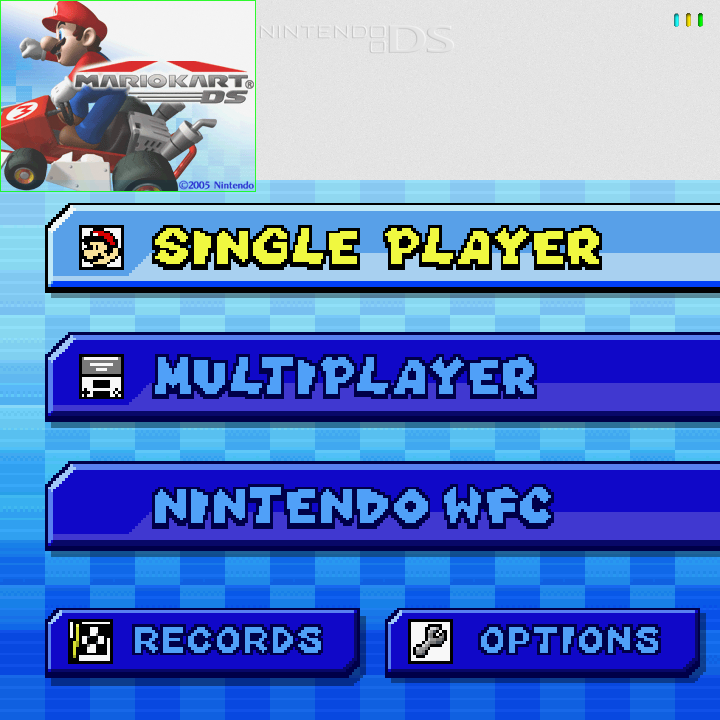 NINTENDO DS
MARIOKART®
DS
©2005 Nintendo
SINGLE PLAYER
MULTIPLAYER
NINTENDO WFC
RECORDS
OPTIONS